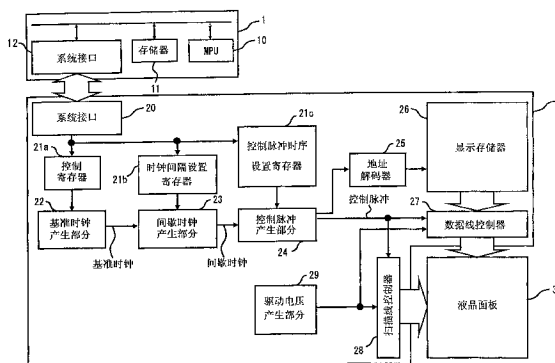 1
12
系统接口
存储器
MPU
10
11
系统接口
20
21a
控制
寄存器
时钟间隔设置
寄存器
21b
21c
控制脉冲时序
设置寄存器
25
地址
解码器
26
显示存储器
22
基准时钟
产生部分
23
间歇时钟
产生部分
控制脉冲
产生部分
24
控制脉冲
27
数据线控制器
基准时钟
间歇时钟
29
驱动电压
产生部分
扫描线控制器
28
液晶面板
3